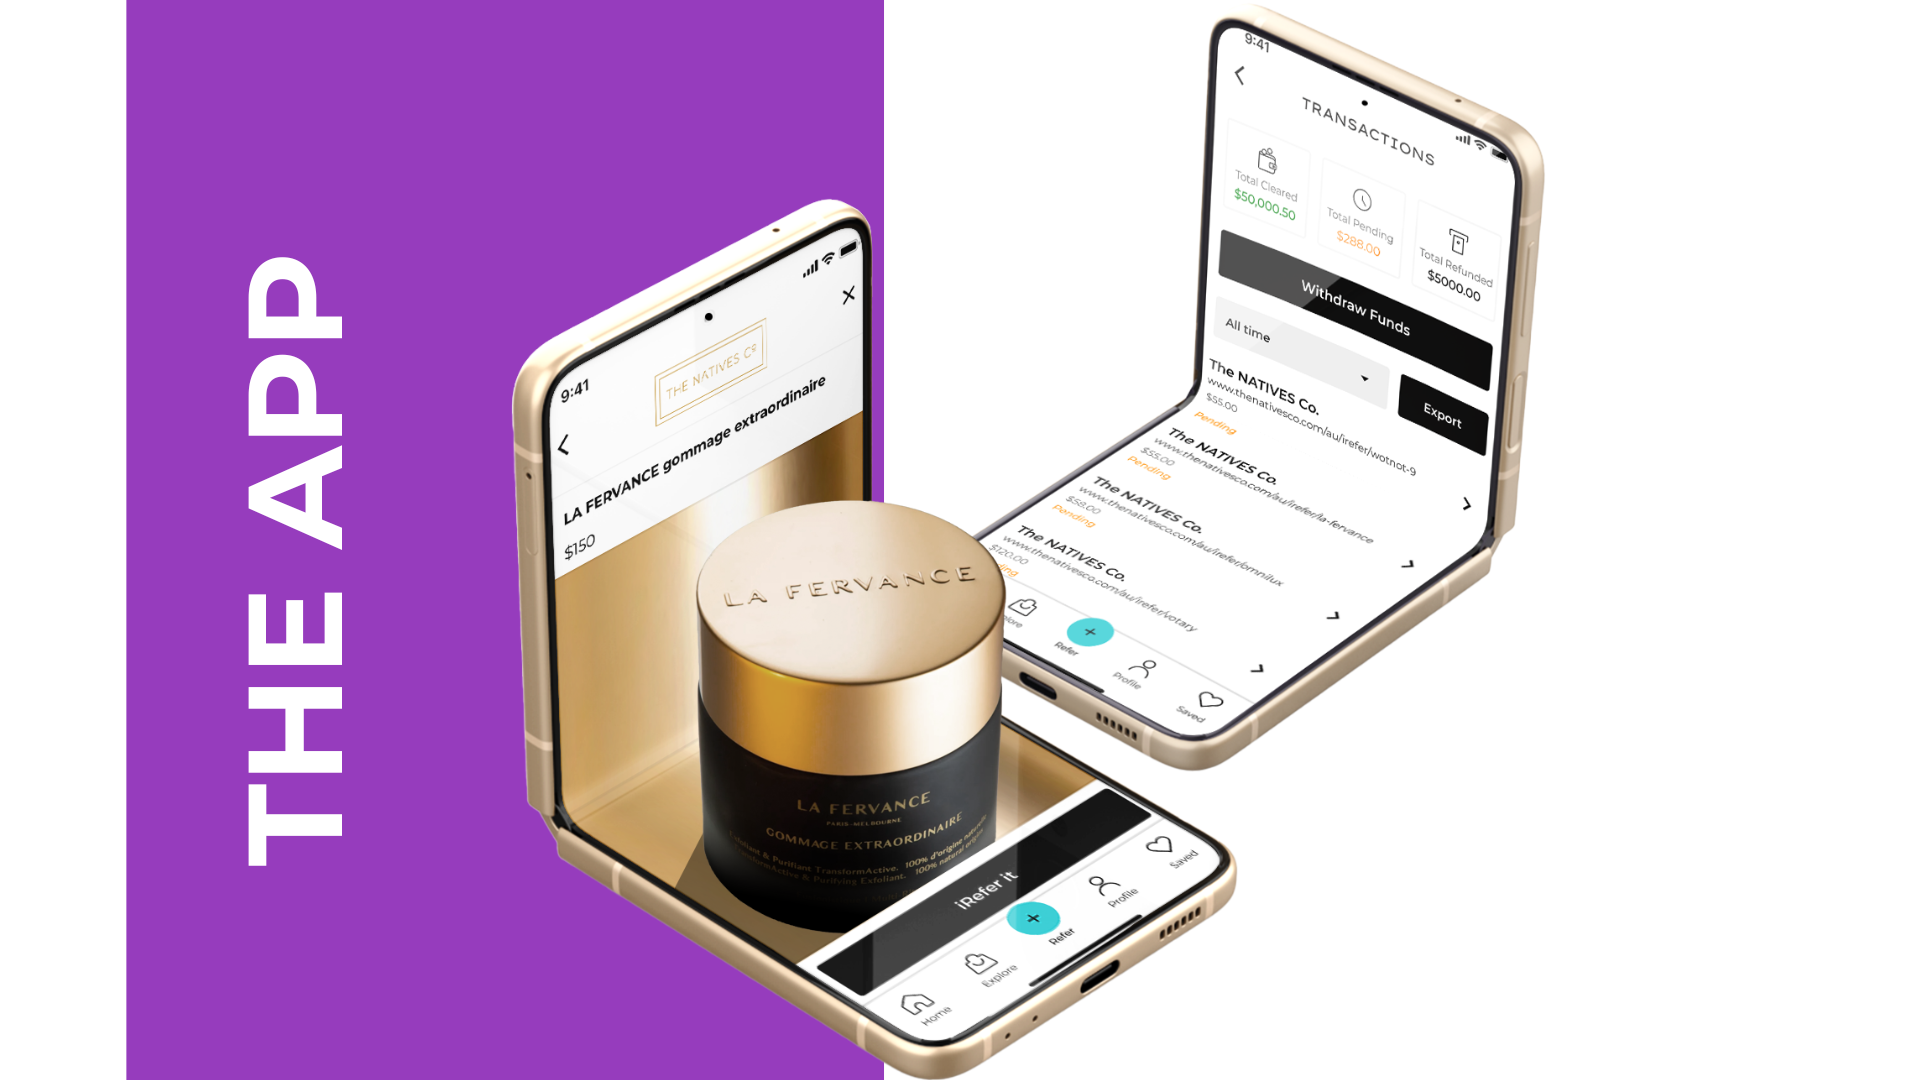 THE APP
9:41
THE NATIVES Cº
LA FERVANCE gommage extraordinaire
$150
LA FERVANCE
LA FERVANCE
PARIS-MELBOURNE
GOMMAGE EXTRAORDINAIRE
Exfoliant & Purifiant TransformActive. 100% d'origine naturelle
TransformActive & Purifying Exfoliant. 100% natural origin
iRefer it
Home
Explore
Refer
Profile
Saved
9:41
TRANSACTIONS
Total Cleared
$50,000.50
Total Pending
$288.00
Total Refunded
$5000.00
Withdraw Funds
All time
Export
The NATIVES Co.
www.thenativesco.com/au/irefer/wotnot-9
$55.00
Pending
The NATIVES Co.
www.thenativesco.com/au/irefer/la-fervance
$55.00
Pending
The NATIVES Co.
www.thenativesco.com/au/irefer/omnilux
$58.00
Pending
The NATIVES Co.
www.thenativesco.com/au/irefer/votary
$120.00
Refer
Profile
Saved